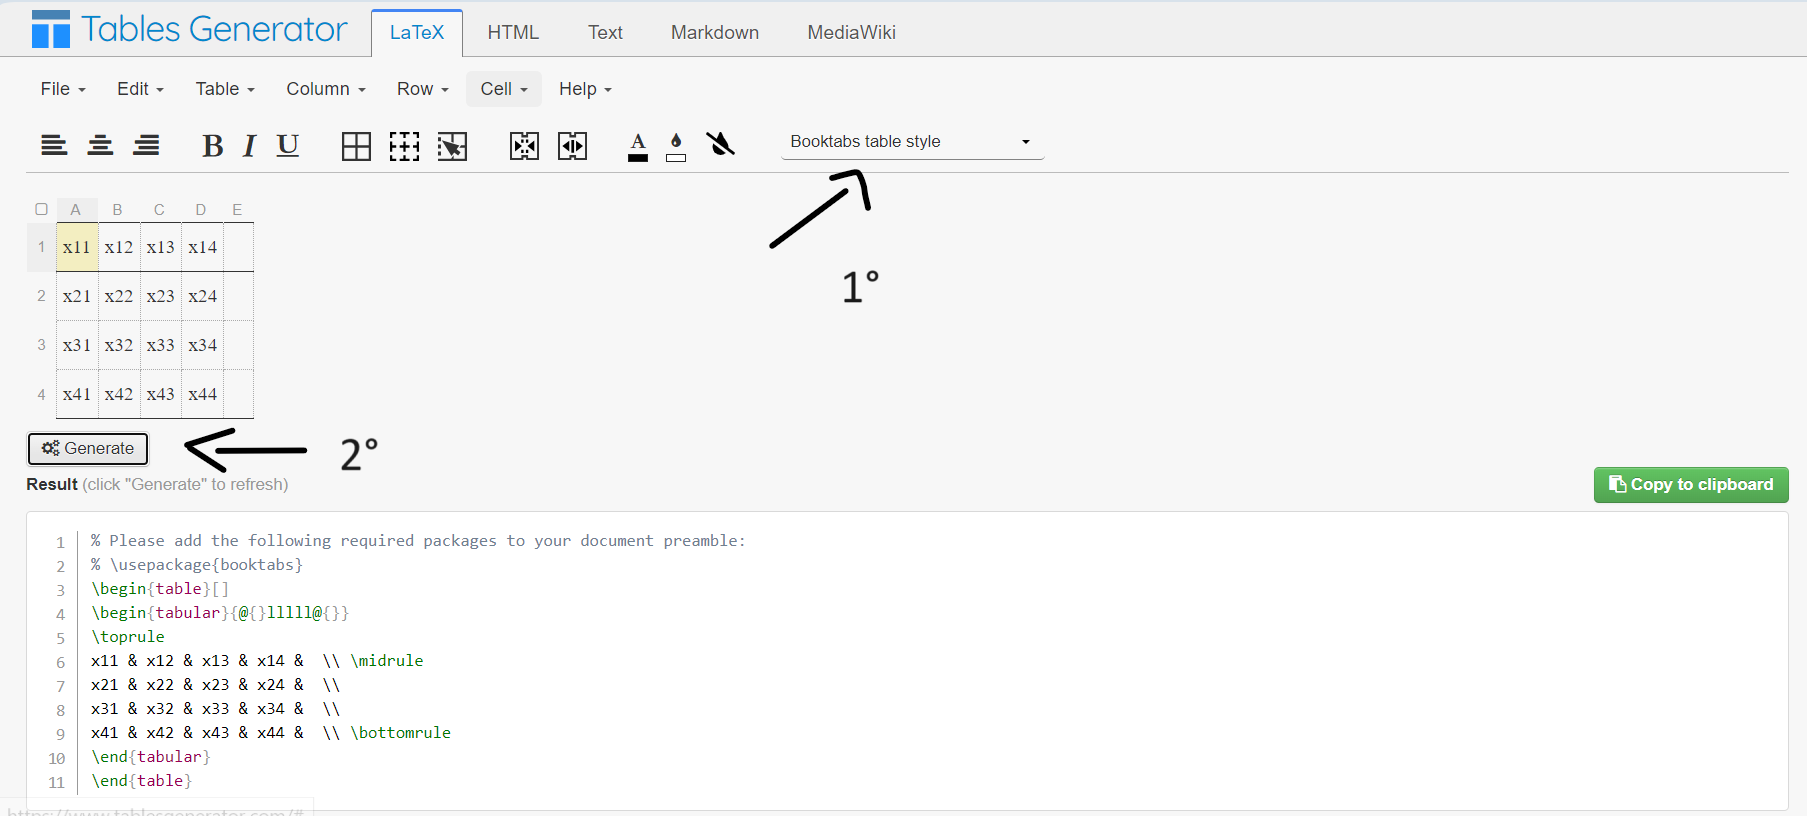 Tables Generator LaTeX HTML Text Markdown MediaWiki
File Edit Table Column Row Cell Help
B I U A Booktabs table style
A B C D E
1 x11 x12 x13 x14
2 x21 x22 x23 x24
3 x31 x32 x33 x34
4 x41 x42 x43 x44
1°
Generate
2°
Result (click "Generate" to refresh)
Copy to clipboard
1 % Please add the following required packages to your document preamble:
2 % \usepackage{booktabs}
3 \begin{table}[]
4 \begin{tabular}{@{}lllll@{}}
5 \toprule
6 x11 & x12 & x13 & x14 &  \\ \midrule
7 x21 & x22 & x23 & x24 &  \\
8 x31 & x32 & x33 & x34 &  \\
9 x41 & x42 & x43 & x44 &  \\ \bottomrule
10 \end{tabular}
11 \end{table}
https://www.tablesgenerator.com/#